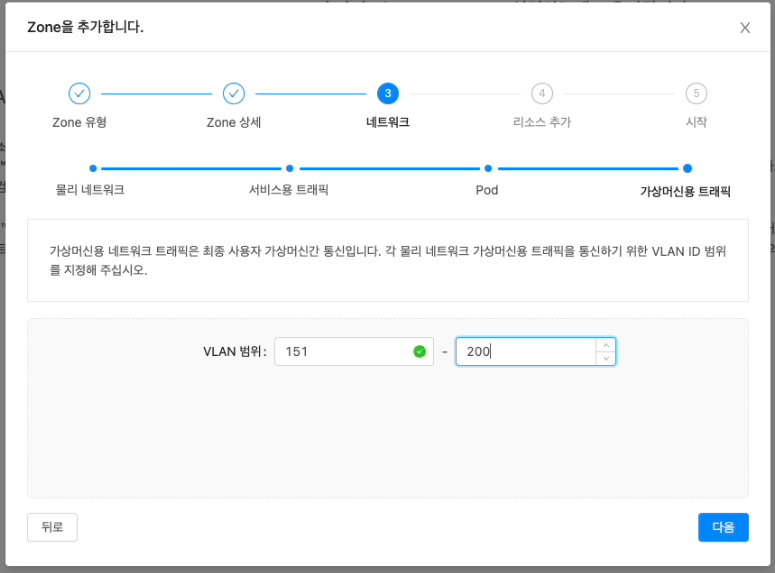 Zone을 추가합니다.
3
4
5
Zone 유형
Zone 상세
네트워크
리소스 추가
시작
물리 네트워크
서비스용 트래픽
Pod
가상머신용 트래픽
가상머신용 네트워크 트래픽은 최종 사용자 가상머신간 통신입니다. 각 물리 네트워크 가상머신용 트래픽을 통신하기 위한 VLAN ID 범위
를 지정해 주십시오.
VLAN 범위: 151 - 200
뒤로
다음